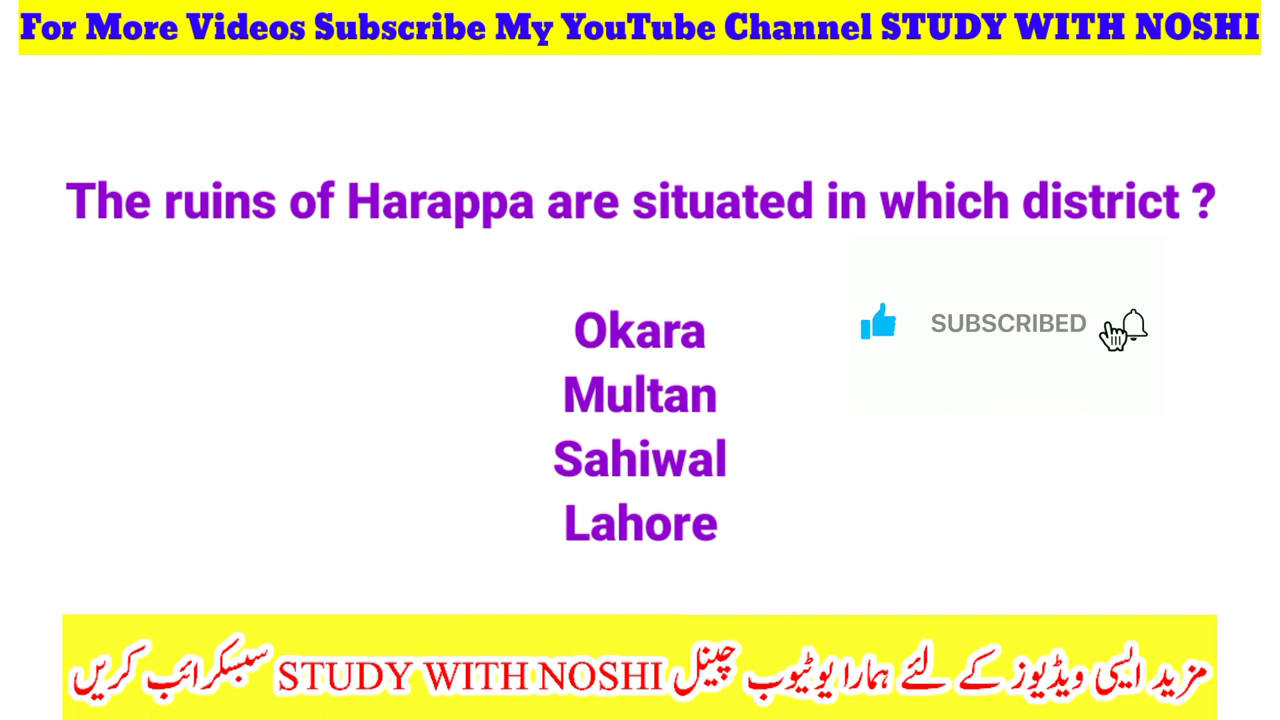 For More Videos Subscribe My YouTube Channel STUDY WITH NOSHI
The ruins of Harappa are situated in which district ?
Okara
SUBSCRIBED
Multan
Sahiwal
Lahore
مزید ایسی ویڈیوز کے لئے ہمارا یوٹیوب چینل STUDY WITH NOSHI سبسکرائب کریں